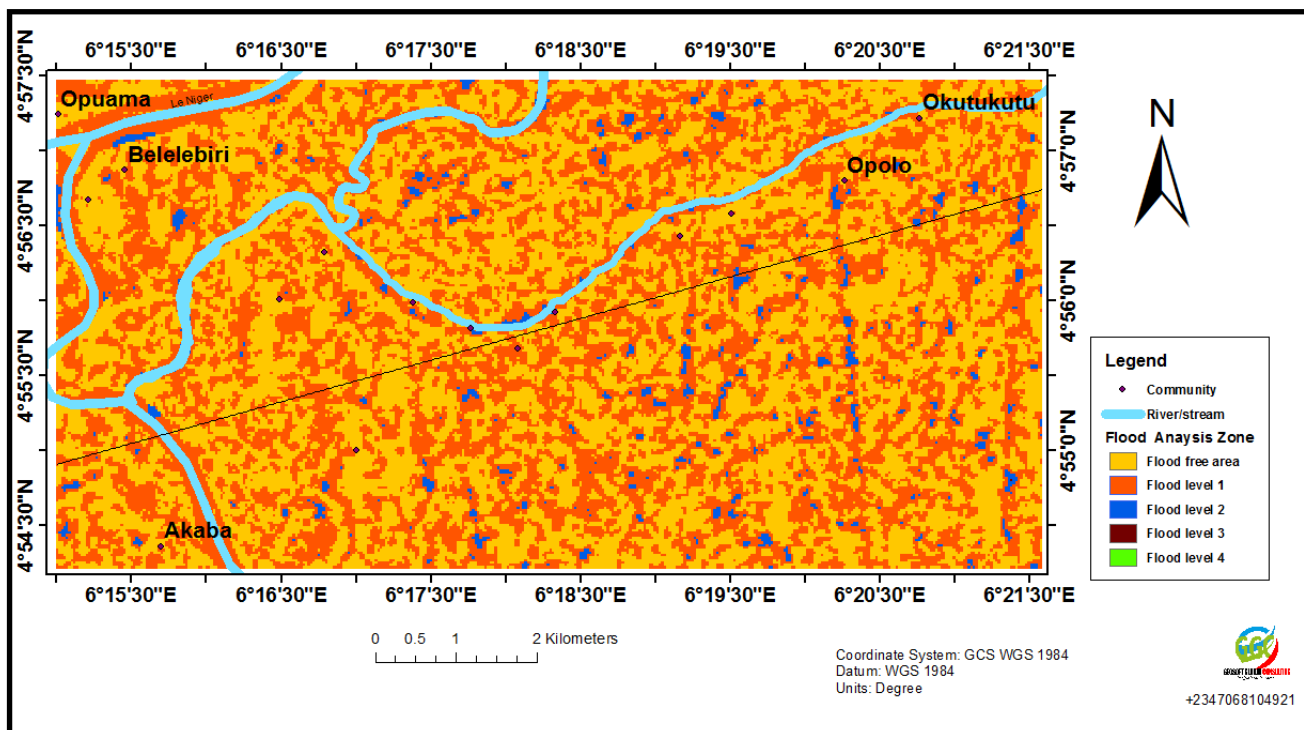 6°15'30"E 6°16'30"E 6°17'30"E 6°18'30"E 6°19'30"E 6°20'30"E 6°21'30"E
4°57'30"N
4°56'30"N
4°55'30"N
4°54'30"N
Opuama
Le Niger
Belelebiri
Okutukutu
Opolo
Akaba
4°57'0"N
4°56'0"N
4°55'0"N
6°15'30"E 6°16'30"E 6°17'30"E 6°18'30"E 6°19'30"E 6°20'30"E 6°21'30"E
N
Legend
Community
River/stream
Flood Anaysis Zone
Flood free area
Flood level 1
Flood level 2
Flood level 3
Flood level 4
0 0.5 1 2 Kilometers
Coordinate System: GCS WGS 1984
Datum: WGS 1984
Units: Degree
+2347068104921